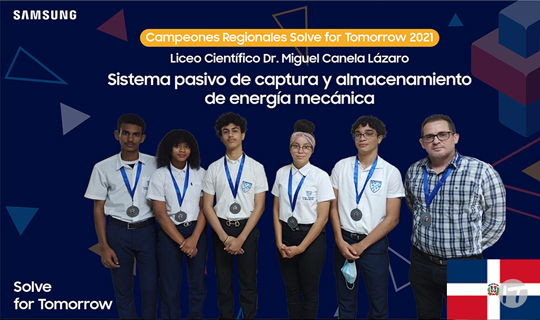 SAMSUNG
Campeones Regionales Solve for Tomorrow 2021
Liceo Científico Dr. Miguel Canela Lázaro
Sistema pasivo de captura y almacenamiento
de energía mecánica
Solve
for Tomorrow
IT